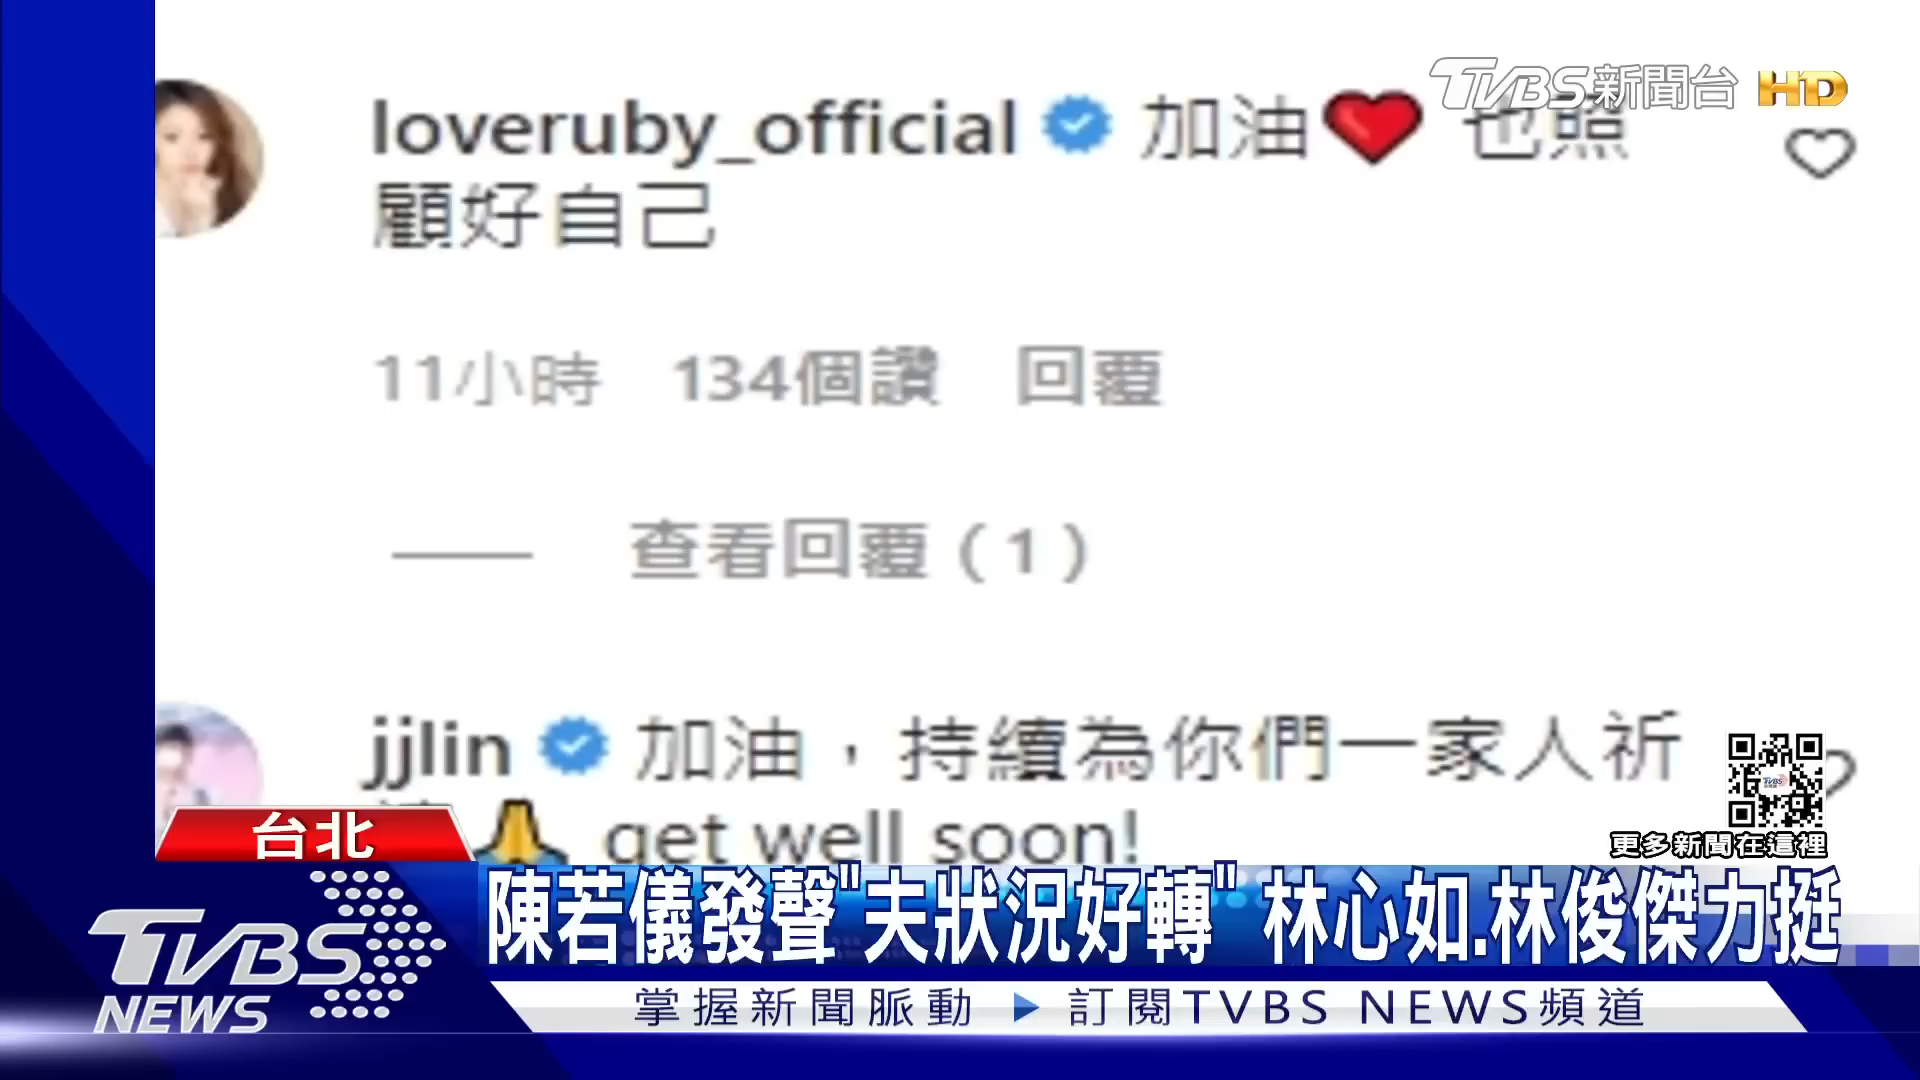 TVBS新聞台 HD
loveruby_official 加油❤️ 也照
顧好自己
11小時 134個讚 回覆
查看回覆（1）
jjlin 加油，持續為你們一家人祈
🙏 get well soon!
台北
TVBS
更多新聞在這裡
陳若儀發聲"夫狀況好轉" 林心如.林俊傑力挺
TVBS
NEWS
掌握新聞脈動 ▶ 訂閱TVBS NEWS頻道